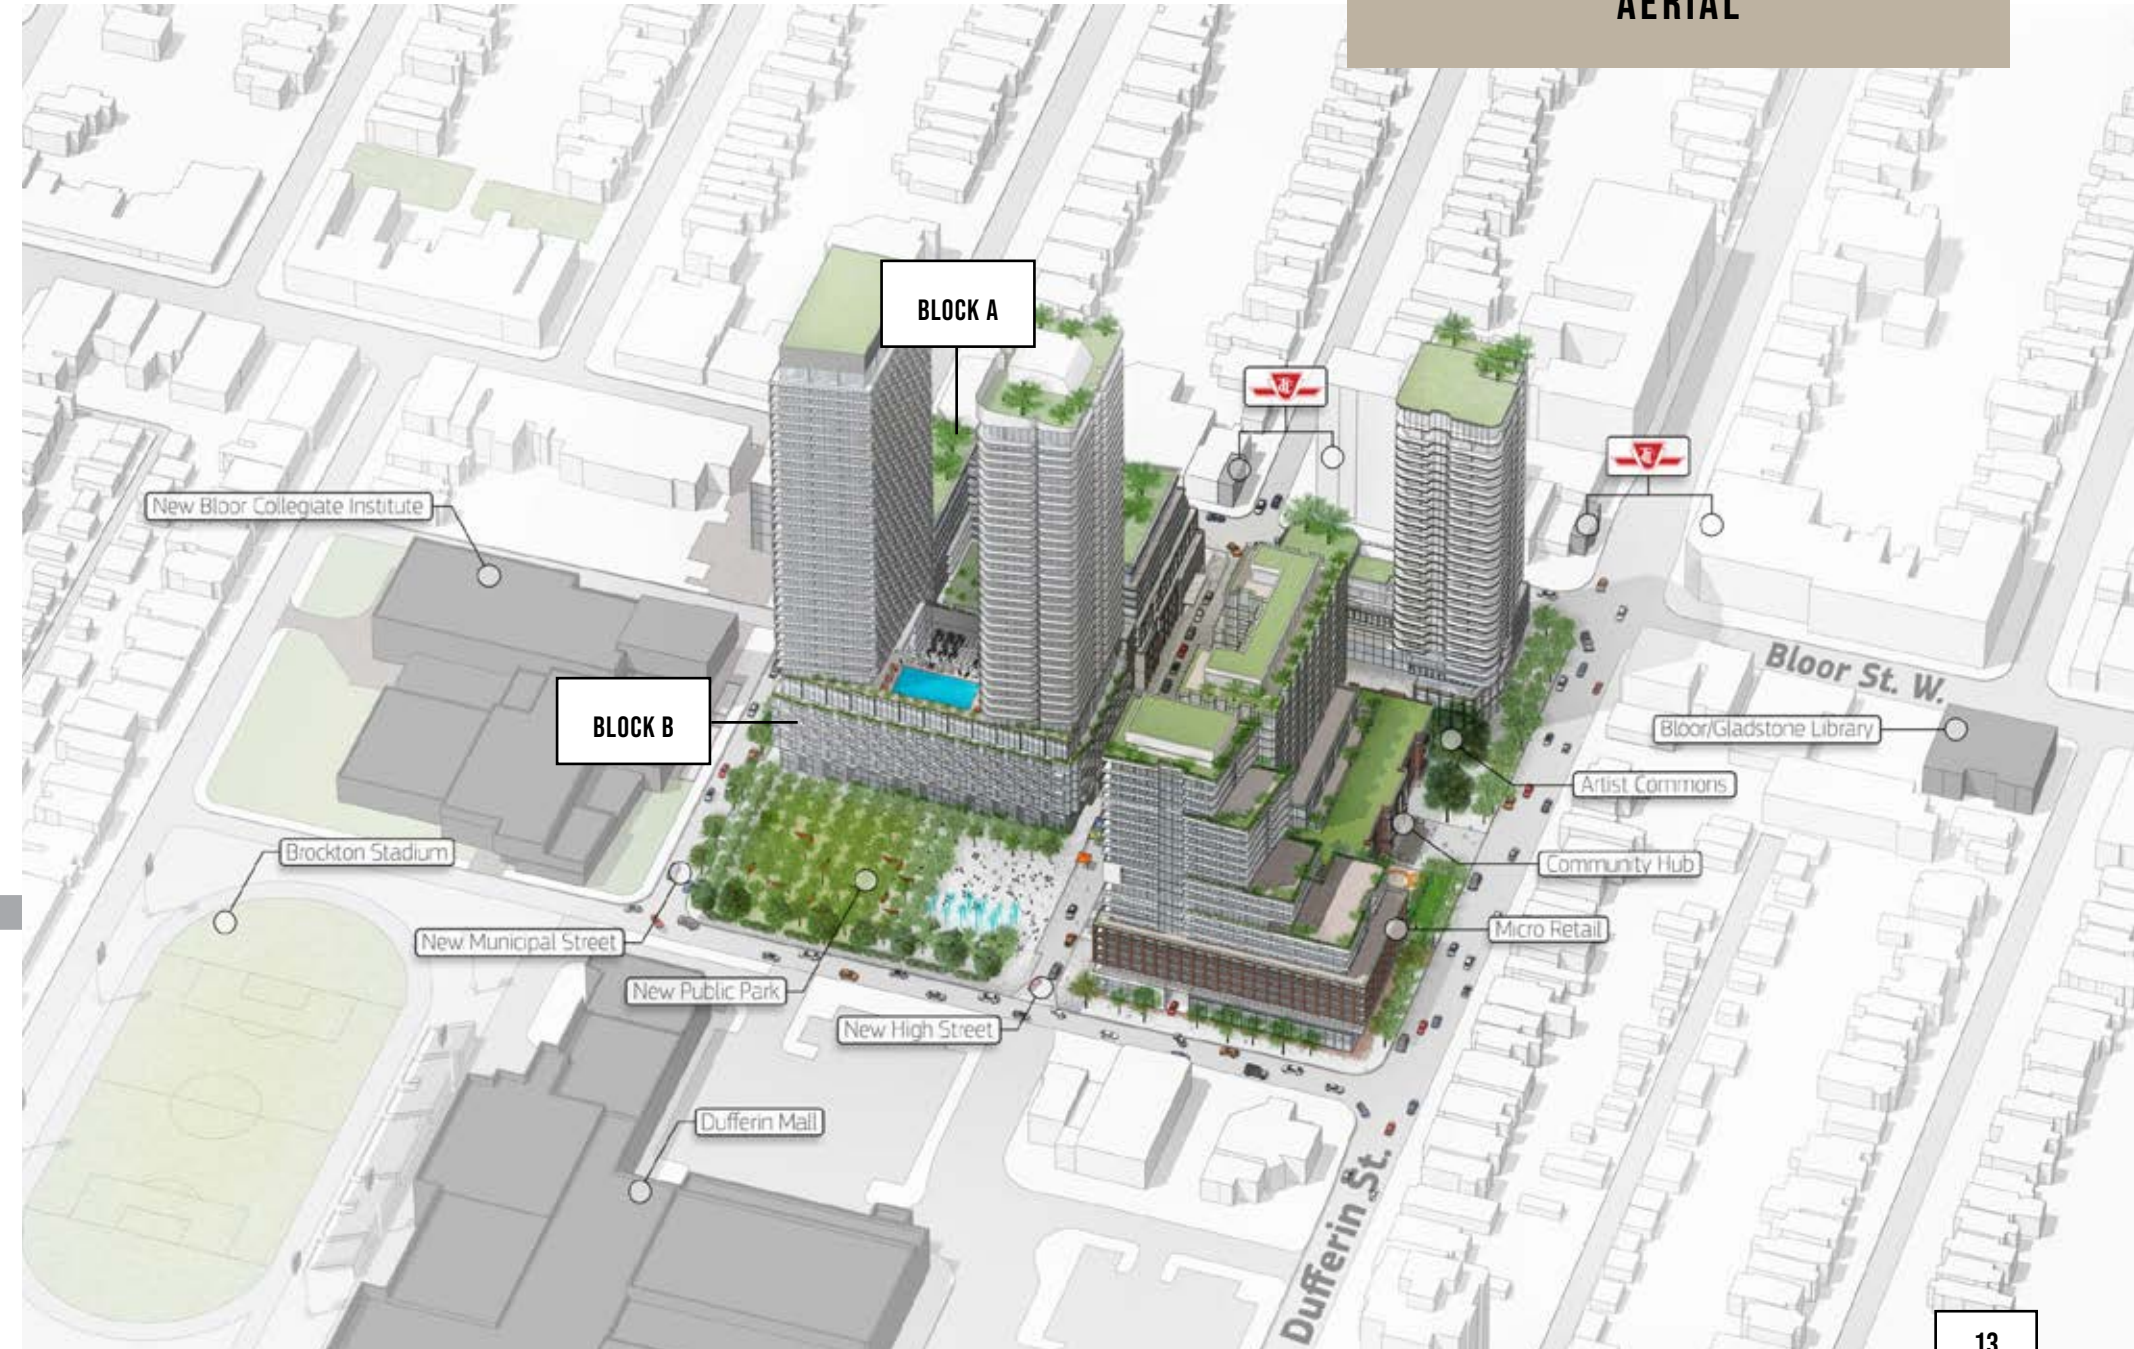 AERIAL
BLOCK A
New Bloor Collegiate Institute
Bloor St. W.
BLOCK B
Bloor/Gladstone Library
Artist Commons
Brockton Stadium
Community Hub
New Municipal Street
Micro Retail
New Public Park
New High Street
Dufferin Mall
Dufferin St.
13